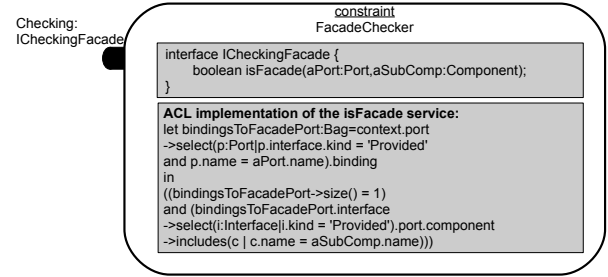 Checking:
ICheckingFacade
constraint
FacadeChecker
interface ICheckingFacade {
boolean isFacade(aPort:Port,aSubComp:Component);
}
ACL implementation of the isFacade service:
let bindingsToFacadePort:Bag=context.port
->select(p:Port|p.interface.kind = 'Provided'
and p.name = aPort.name).binding
in
((bindingsToFacadePort->size() = 1)
and (bindingsToFacadePort.interface
->select(i:Interface|i.kind = 'Provided').port.component
->includes(c | c.name = aSubComp.name)))